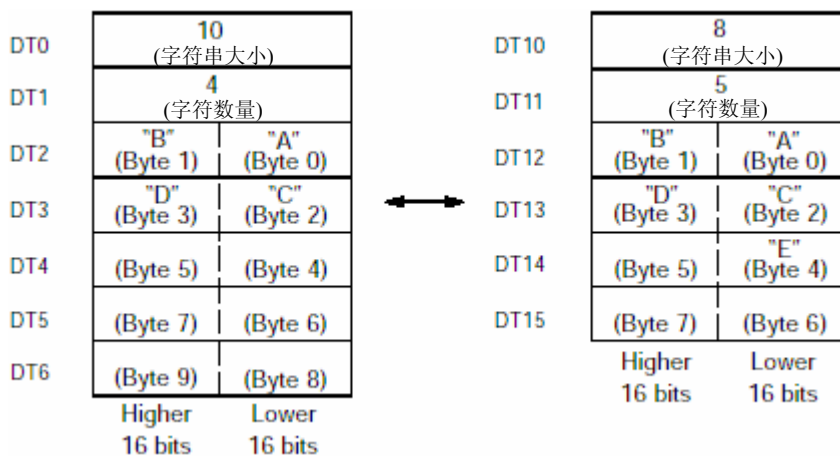 DT0
10
(字符串大小)
DT1
4
(字符数量)
DT2
"B" "A"
(Byte 1) (Byte 0)
DT3
"D" "C"
(Byte 3) (Byte 2)
DT4
(Byte 5) (Byte 4)
DT5
(Byte 7) (Byte 6)
DT6
(Byte 9) (Byte 8)
Higher Lower
16 bits 16 bits
DT10
8
(字符串大小)
DT11
5
(字符数量)
DT12
"B" "A"
(Byte 1) (Byte 0)
DT13
"D" "C"
(Byte 3) (Byte 2)
DT14
"E"
(Byte 5) (Byte 4)
DT15
(Byte 7) (Byte 6)
Higher Lower
16 bits 16 bits